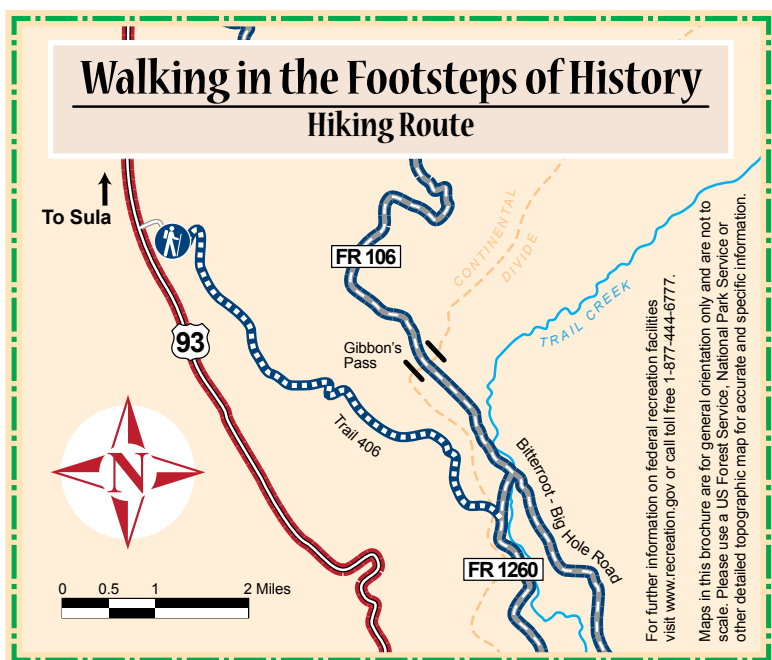 Walking in the Footsteps of History
Hiking Route
To Sula
FR 106
CONTINENTAL
DIVIDE
TRAIL CREEK
93
Gibbon's
Pass
Trail 406
N
Bitterroot - Big Hole Road
FR 1260
0 0.5 1 2 Miles
For further information on federal recreation facilities
visit www.recreation.gov or call toll free 1-877-444-6777.
Maps in this brochure are for general orientation only and are not to
scale. Please use a US Forest Service, National Park Service or
other detailed topographic map for accurate and specific information.